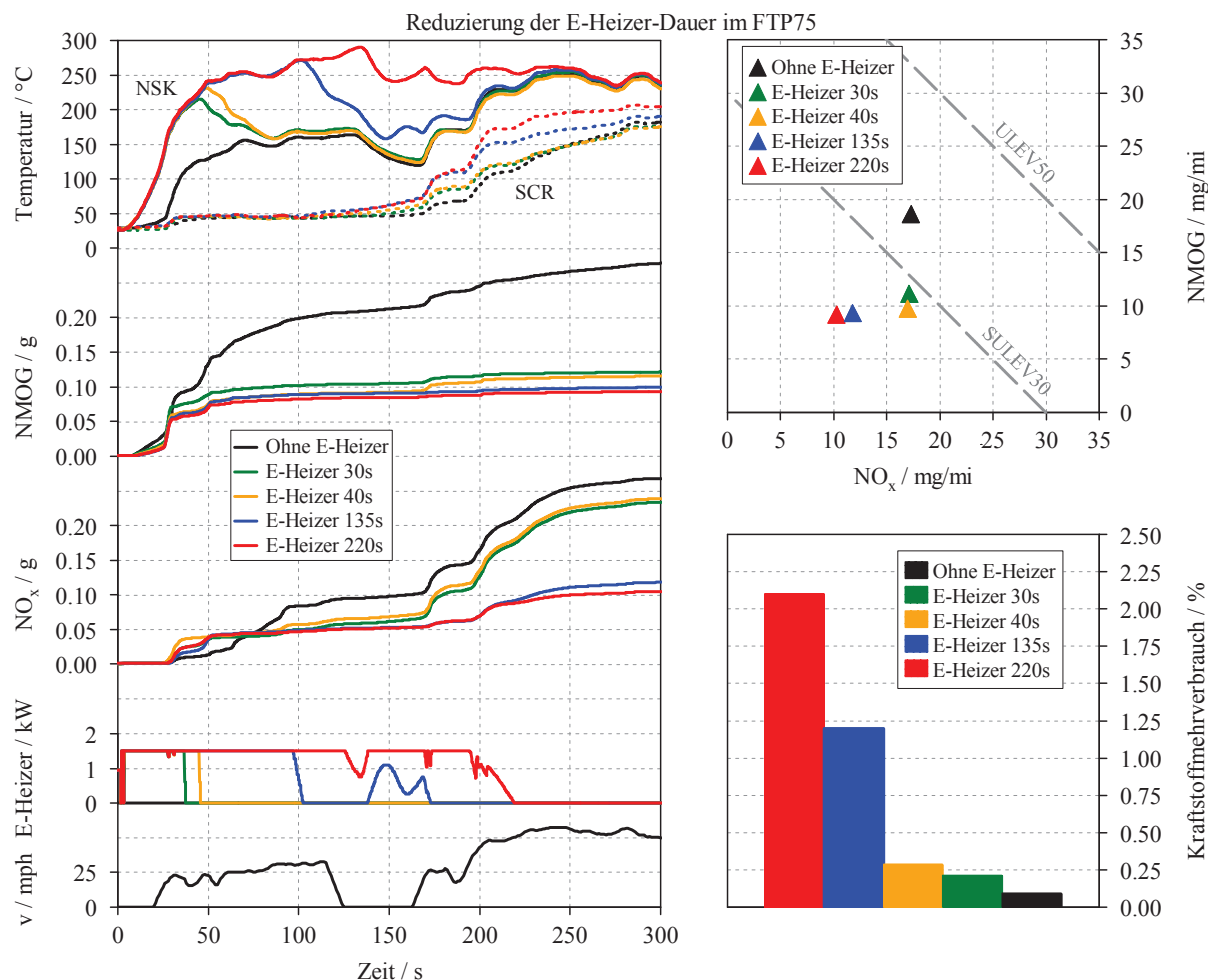 Reduzierung der E-Heizer-Dauer im FTP75
Temperatur / °C
300
250
200
150
100
50
0
NSK
SCR
NMOG / g
0.20
0.15
0.10
0.05
0.00
Ohne E-Heizer
E-Heizer 30s
E-Heizer 40s
E-Heizer 135s
E-Heizer 220s
NOx / g
0.20
0.15
0.10
0.05
0.00
E-Heizer / kW
2
1
0
v / mph
25
0
0 50 100 150 200 250 300
Zeit / s
Ohne E-Heizer
E-Heizer 30s
E-Heizer 40s
E-Heizer 135s
E-Heizer 220s
ULEV50
SULEV30
35
30
25
20
15
10
5
0
NMOG / mg/mi
0 5 10 15 20 25 30 35
NOx / mg/mi
Ohne E-Heizer
E-Heizer 30s
E-Heizer 40s
E-Heizer 135s
E-Heizer 220s
2.50
2.25
2.00
1.75
1.50
1.25
1.00
0.75
0.50
0.25
0.00
Kraftstoffmehrverbrauch / %